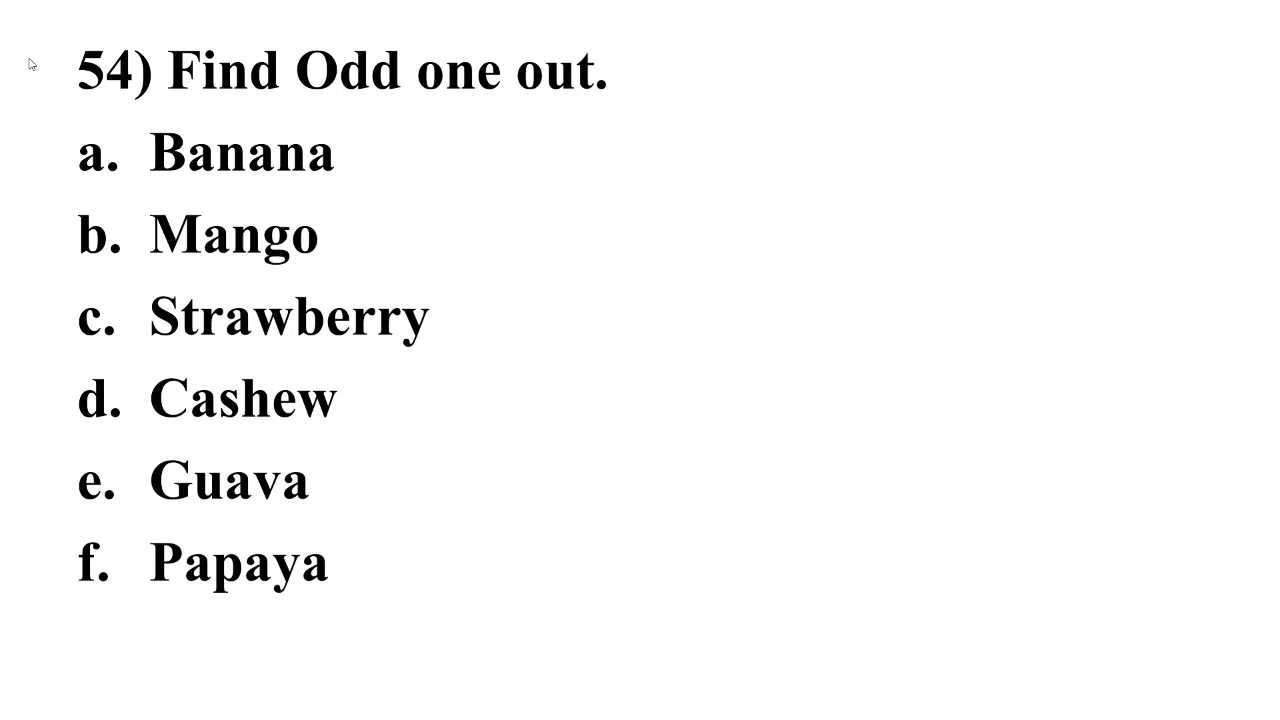 54) Find Odd one out.
a. Banana
b. Mango
c. Strawberry
d. Cashew
e. Guava
f. Papaya